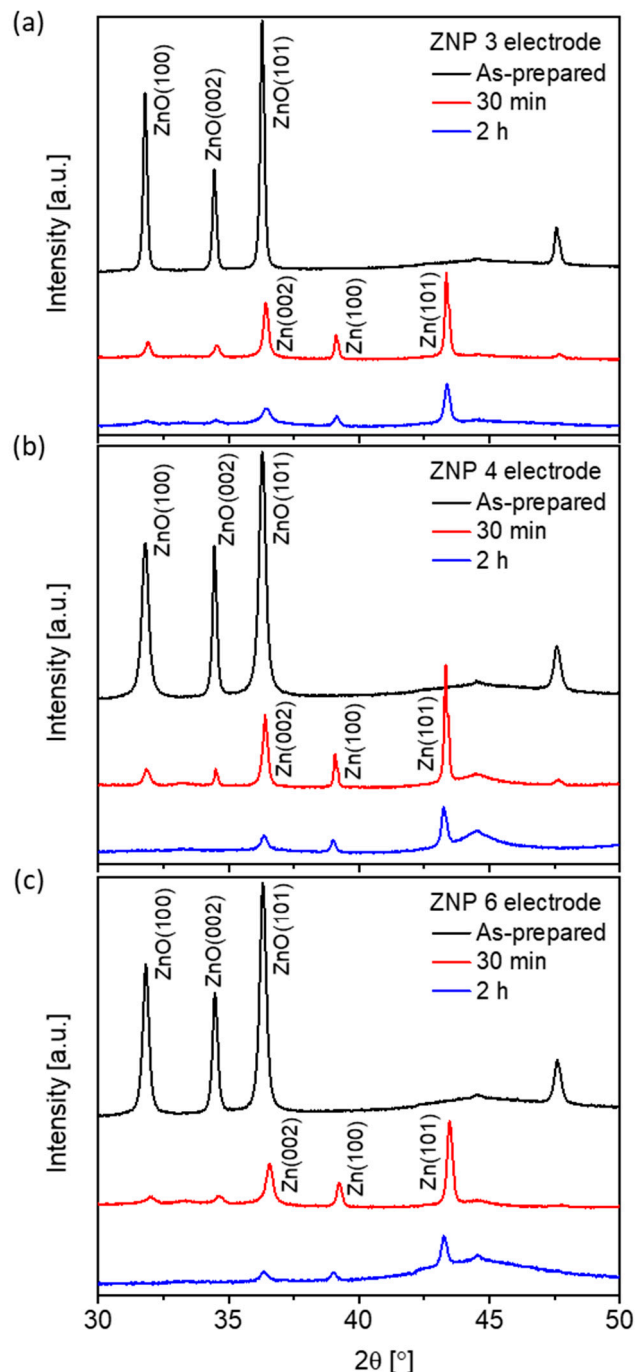 (a)
ZNP 3 electrode
As-prepared
30 min
2 h
ZnO(100)
ZnO(002)
ZnO(101)
Zn(002)
Zn(100)
Zn(101)
Intensity [a.u.]
(b)
ZNP 4 electrode
As-prepared
30 min
2 h
ZnO(100)
ZnO(002)
ZnO(101)
Zn(002)
Zn(100)
Zn(101)
Intensity [a.u.]
(c)
ZNP 6 electrode
As-prepared
30 min
2 h
ZnO(100)
ZnO(002)
ZnO(101)
Zn(002)
Zn(100)
Zn(101)
Intensity [a.u.]
30 35 40 45 50
2θ [°]